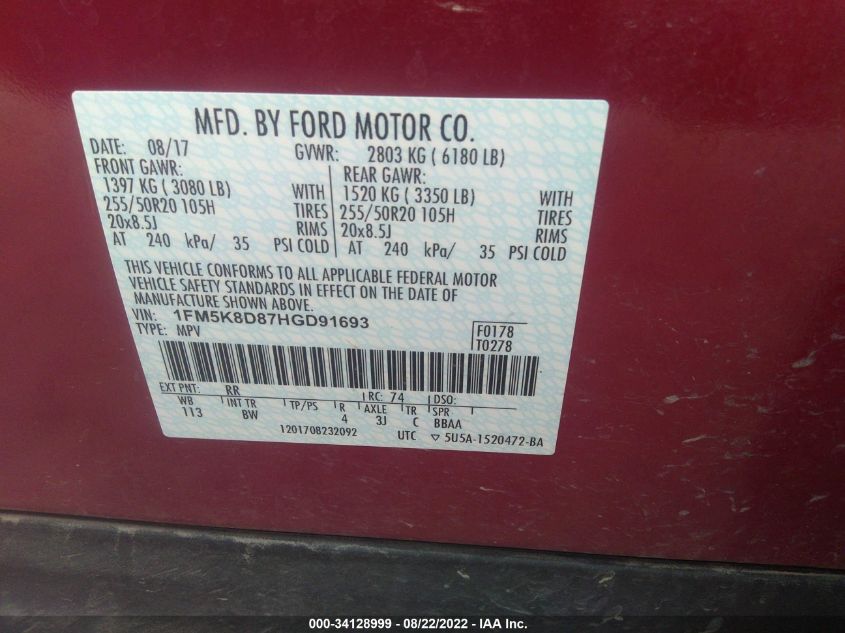 MFD. BY FORD MOTOR CO.
DATE: 08/17 GVWR: 2803 KG ( 6180 LB)
FRONT GAWR: REAR GAWR:
1397 KG ( 3080 LB) WITH 1520 KG ( 3350 LB) WITH
255/50R20 105H TIRES 255/50R20 105H TIRES
20x8.5J RIMS 20x8.5J RIMS
AT 240 kPa/ 35 PSI COLD AT 240 kPa/ 35 PSI COLD
THIS VEHICLE CONFORMS TO ALL APPLICABLE FEDERAL MOTOR
VEHICLE SAFETY STANDARDS IN EFFECT ON THE DATE OF
MANUFACTURE SHOWN ABOVE.
VIN: 1FM5K8D87HGD91693
TYPE: MPV
F0178
T0278
EXT PNT: RR RC: 74 DSO:
WB INT TR TP/PS R AXLE TR SPR
113 BW 4 3J C BBAA
1201708232092 UTC ▽ 5U5A-1520472-BA
000-34128999 - 08/22/2022 - IAA Inc.